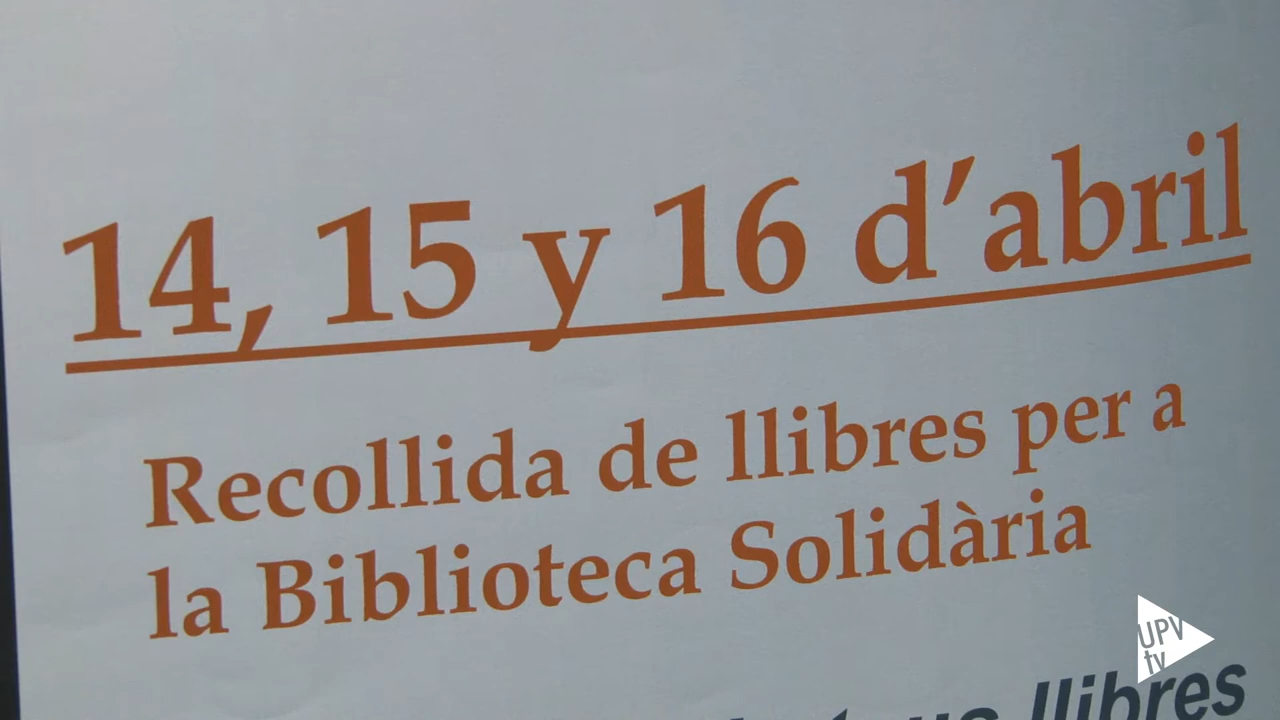 14, 15 y 16 d'abril
Recollida de llibres per a
la Biblioteca Solidària
UPV
tv
llibres